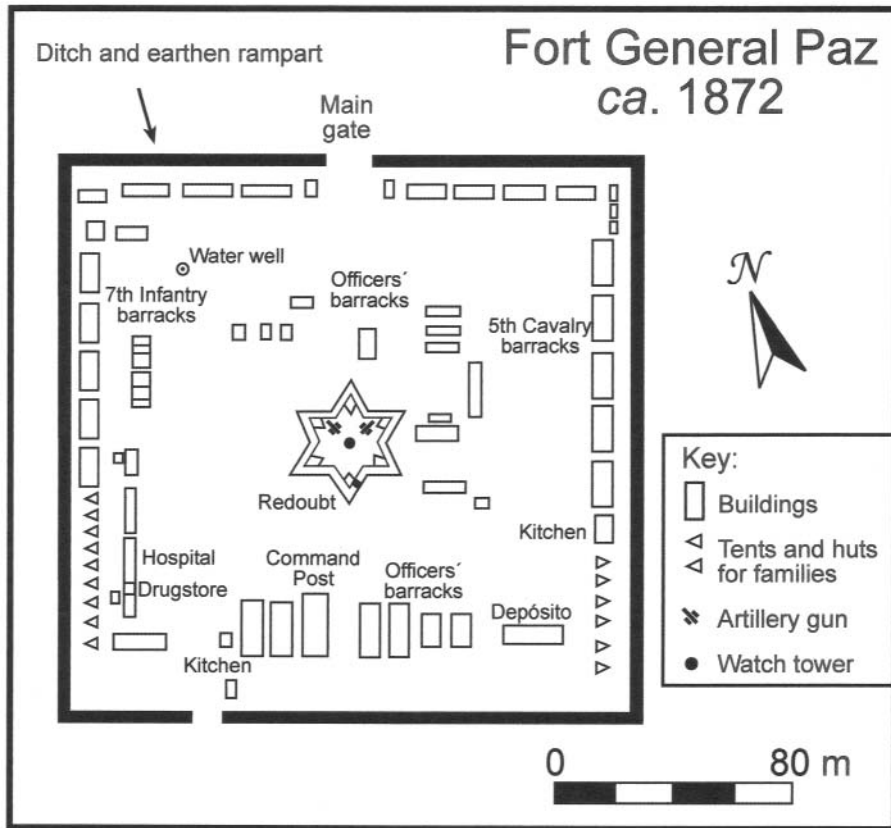 Fort General Paz
ca. 1872
Ditch and earthen rampart
Main
gate
N
Water well
7th Infantry
barracks
Officers´
barracks
5th Cavalry
barracks
Redoubt
Kitchen
Hospital
Drugstore
Command
Post
Officers´
barracks
Depósito
Kitchen
Key:
Buildings
Tents and huts
for families
Artillery gun
Watch tower
0 80 m